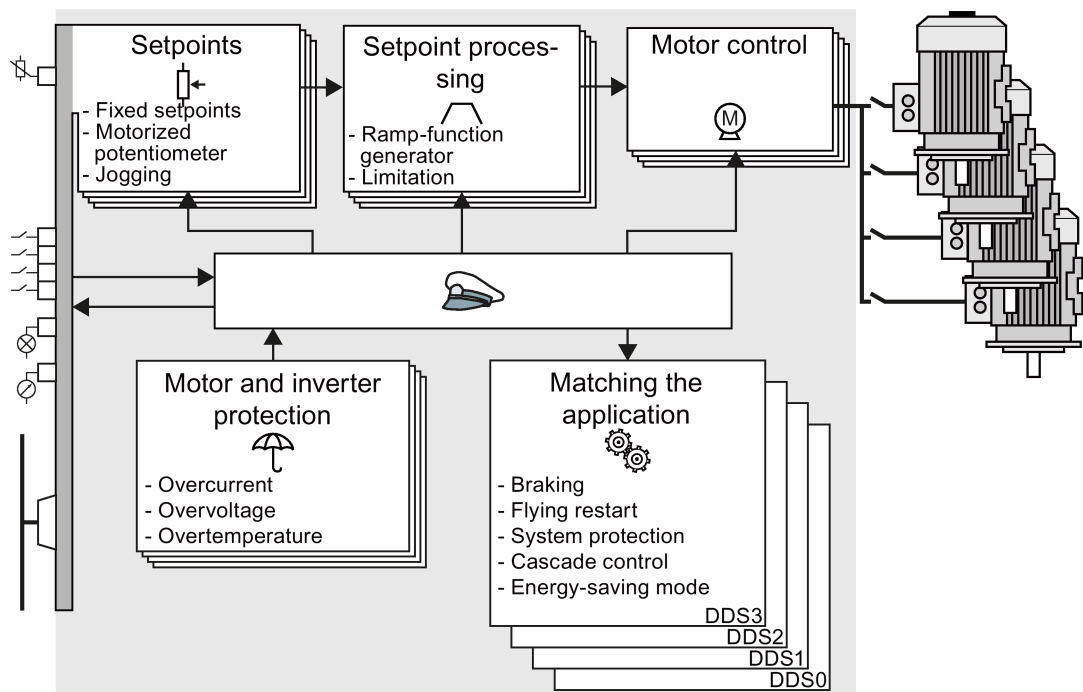 Setpoints
- Fixed setpoints
- Motorized
potentiometer
- Jogging
Setpoint proces-
sing
- Ramp-function
generator
- Limitation
Motor control
M
Motor and inverter
protection
- Overcurrent
- Overvoltage
- Overtemperature
Matching the
application
- Braking
- Flying restart
- System protection
- Cascade control
- Energy-saving mode
DDS3
DDS2
DDS1
DDS0